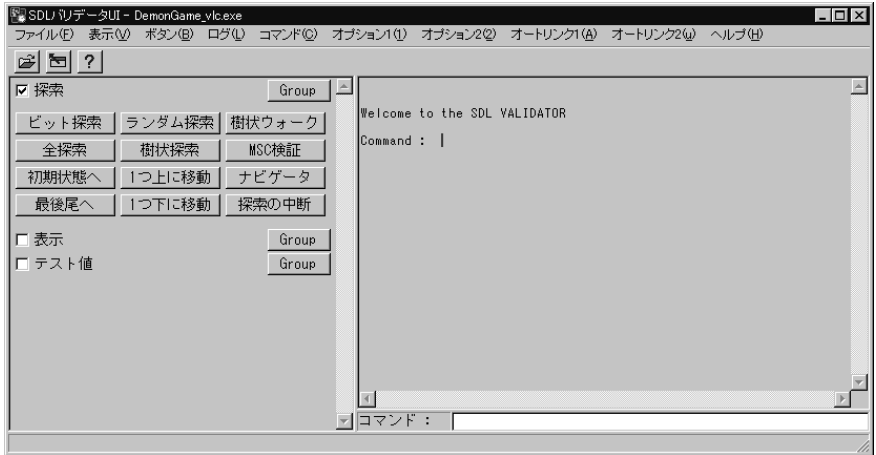 SDLバリデータUI - DemonGame_vlc.exe
ファイル(F) 表示(V) ボタン(B) ログ(L) コマンド(C) オプション1(1) オプション2(2) オートリンク1(A) オートリンク2(u) ヘルプ(H)
?
探索 Group
ビット探索 ランダム探索 樹状ウォーク
全探索 樹状探索 MSC検証
初期状態へ 1つ上に移動 ナビゲータ
最後尾へ 1つ下に移動 探索の中断
表示 Group
テスト値 Group
Welcome to the SDL VALIDATOR
Command :
コマンド :